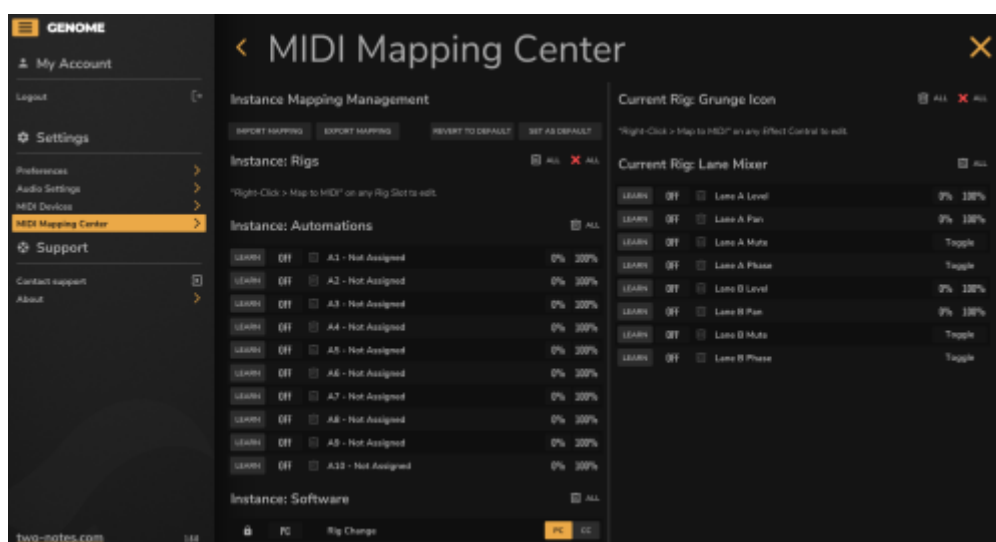 GENOME
My Account
Logout
Settings
Preferences
Audio Settings
MIDI Devices
MIDI Mapping Center
Support
Contact support
About
two-notes.com
MIDI Mapping Center
Instance Mapping Management
IMPORT MAPPING EXPORT MAPPING REVERT TO DEFAULT SET AS DEFAULT
Instance: Rigs ALL ALL
"Right-Click > Map to MIDI" on any Rig Slot to edit.
Instance: Automations ALL
LEARN Off A1 - Not Assigned 0% 100%
LEARN Off A2 - Not Assigned 0% 100%
LEARN Off A3 - Not Assigned 0% 100%
LEARN Off A4 - Not Assigned 0% 100%
LEARN Off A5 - Not Assigned 0% 100%
LEARN Off A6 - Not Assigned 0% 100%
LEARN Off A7 - Not Assigned 0% 100%
LEARN Off A8 - Not Assigned 0% 100%
LEARN Off A9 - Not Assigned 0% 100%
LEARN Off A10 - Not Assigned 0% 100%
Instance: Software ALL
PC Rig Change PC CC
Current Rig: Grunge Icon ALL ALL
"Right-Click > Map to MIDI" on any Effect Control to edit.
Current Rig: Lane Mixer ALL
LEARN Off Lane A Level 0% 100%
LEARN Off Lane A Pan 0% 100%
LEARN Off Lane A Mute Toggle
LEARN Off Lane A Phase Toggle
LEARN Off Lane B Level 0% 100%
LEARN Off Lane B Pan 0% 100%
LEARN Off Lane B Mute Toggle
LEARN Off Lane B Phase Toggle